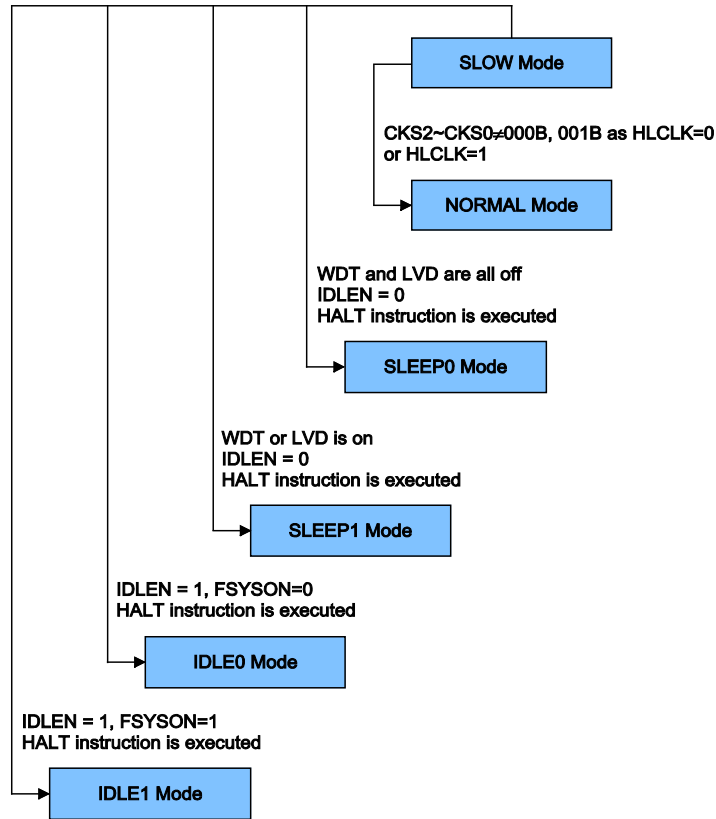 SLOW Mode
CKS2~CKS0≠000B, 001B as HLCLK=0
or HLCLK=1
NORMAL Mode
WDT and LVD are all off
IDLEN = 0
HALT instruction is executed
SLEEP0 Mode
WDT or LVD is on
IDLEN = 0
HALT instruction is executed
SLEEP1 Mode
IDLEN = 1, FSYSON=0
HALT instruction is executed
IDLE0 Mode
IDLEN = 1, FSYSON=1
HALT instruction is executed
IDLE1 Mode